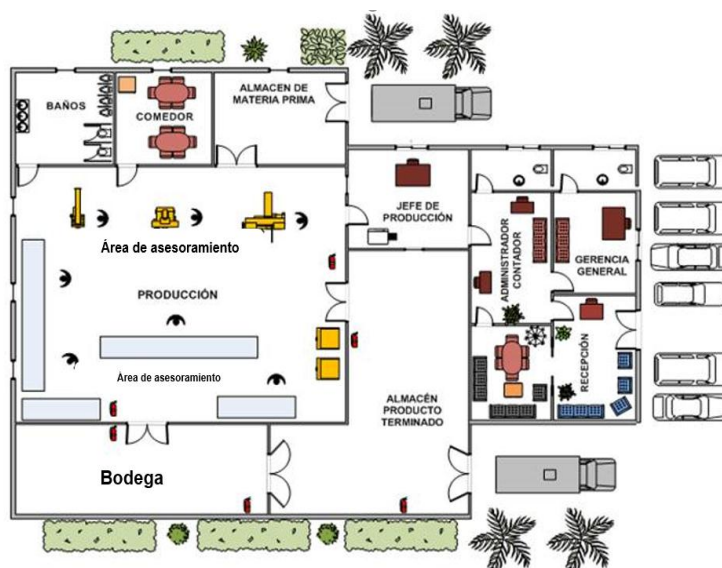 BAÑOS
COMEDOR
ALMACEN DE
MATERIA PRIMA
JEFE DE
PRODUCCIÓN
ADMINISTRADOR
CONTADOR
GERENCIA
GENERAL
Área de asesoramiento
PRODUCCIÓN
Área de asesoramiento
RECEPCIÓN
ALMACÉN
PRODUCTO
TERMINADO
Bodega